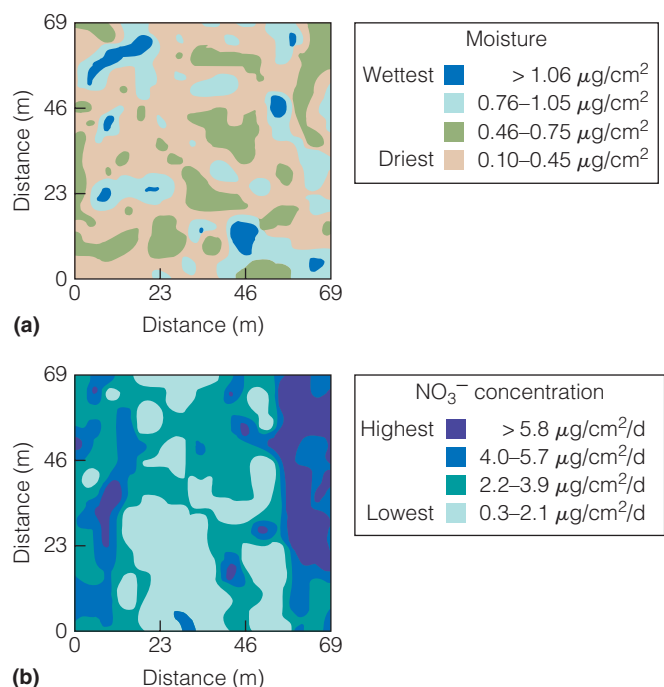 69
46
23
0
Distance (m)
0 23 46 69
Distance (m)
(a)
Moisture
Wettest > 1.06 μg/cm²
0.76–1.05 μg/cm²
0.46–0.75 μg/cm²
Driest 0.10–0.45 μg/cm²
69
46
23
0
Distance (m)
0 23 46 69
Distance (m)
(b)
NO₃⁻ concentration
Highest > 5.8 μg/cm²/d
4.0–5.7 μg/cm²/d
2.2–3.9 μg/cm²/d
Lowest 0.3–2.1 μg/cm²/d